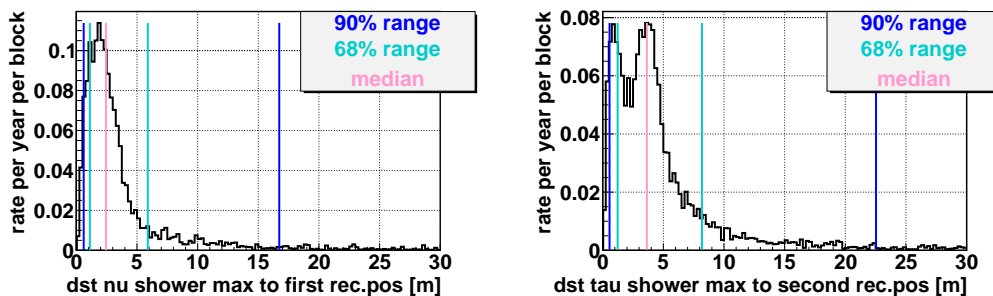 90% range
68% range
median
rate per year per block
0.1
0.08
0.06
0.04
0.02
0
0 5 10 15 20 25 30
dst nu shower max to first rec.pos [m]
90% range
68% range
median
rate per year per block
0.08
0.06
0.04
0.02
0.00
0 5 10 15 20 25 30
dst tau shower max to second rec.pos [m]